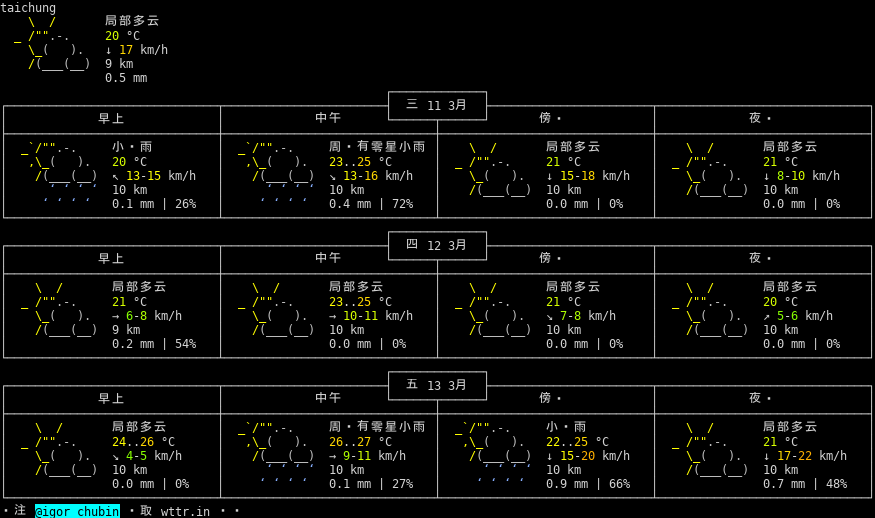 taichung
局部多云
20 °C
↓ 17 km/h
9 km
0.5 mm
三 11 3月
早上 中午 傍・ 夜・
小・雨 周・有零星小雨 局部多云 局部多云
20 °C 23..25 °C 21 °C 21 °C
↖ 13-15 km/h ↘ 13-16 km/h ↓ 15-18 km/h ↓ 8-10 km/h
10 km 10 km 10 km 10 km
0.1 mm | 26% 0.4 mm | 72% 0.0 mm | 0% 0.0 mm | 0%
四 12 3月
早上 中午 傍・ 夜・
局部多云 局部多云 局部多云 局部多云
21 °C 23..25 °C 21 °C 20 °C
→ 6-8 km/h → 10-11 km/h ↘ 7-8 km/h ↗ 5-6 km/h
9 km 10 km 10 km 10 km
0.2 mm | 54% 0.0 mm | 0% 0.0 mm | 0% 0.0 mm | 0%
五 13 3月
早上 中午 傍・ 夜・
局部多云 周・有零星小雨 小・雨 局部多云
24..26 °C 26..27 °C 22..25 °C 21 °C
↘ 4-5 km/h → 9-11 km/h ↓ 15-20 km/h ↓ 17-22 km/h
10 km 10 km 10 km 10 km
0.0 mm | 0% 0.1 mm | 27% 0.9 mm | 66% 0.7 mm | 48%
・注 @igor_chubin ・取 wttr.in ・・